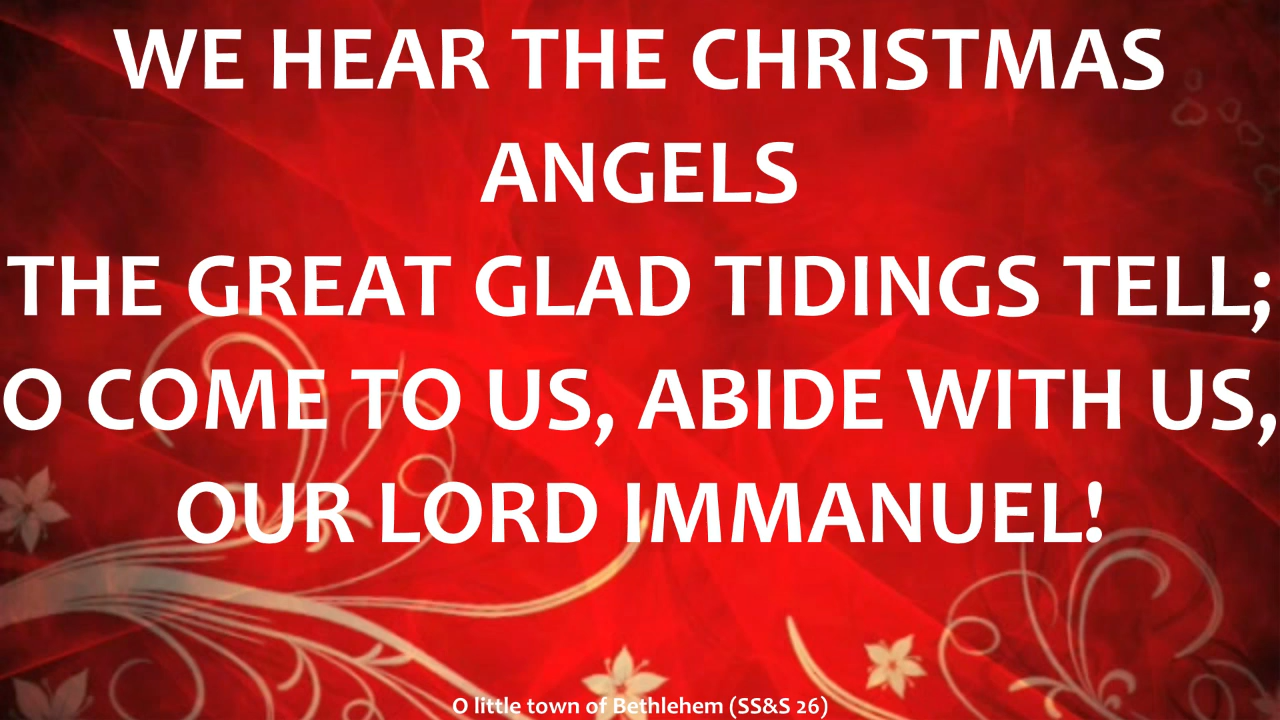 WE HEAR THE CHRISTMAS
ANGELS
THE GREAT GLAD TIDINGS TELL;
O COME TO US, ABIDE WITH US,
OUR LORD IMMANUEL!
O little town of Bethlehem (SS&S 26)